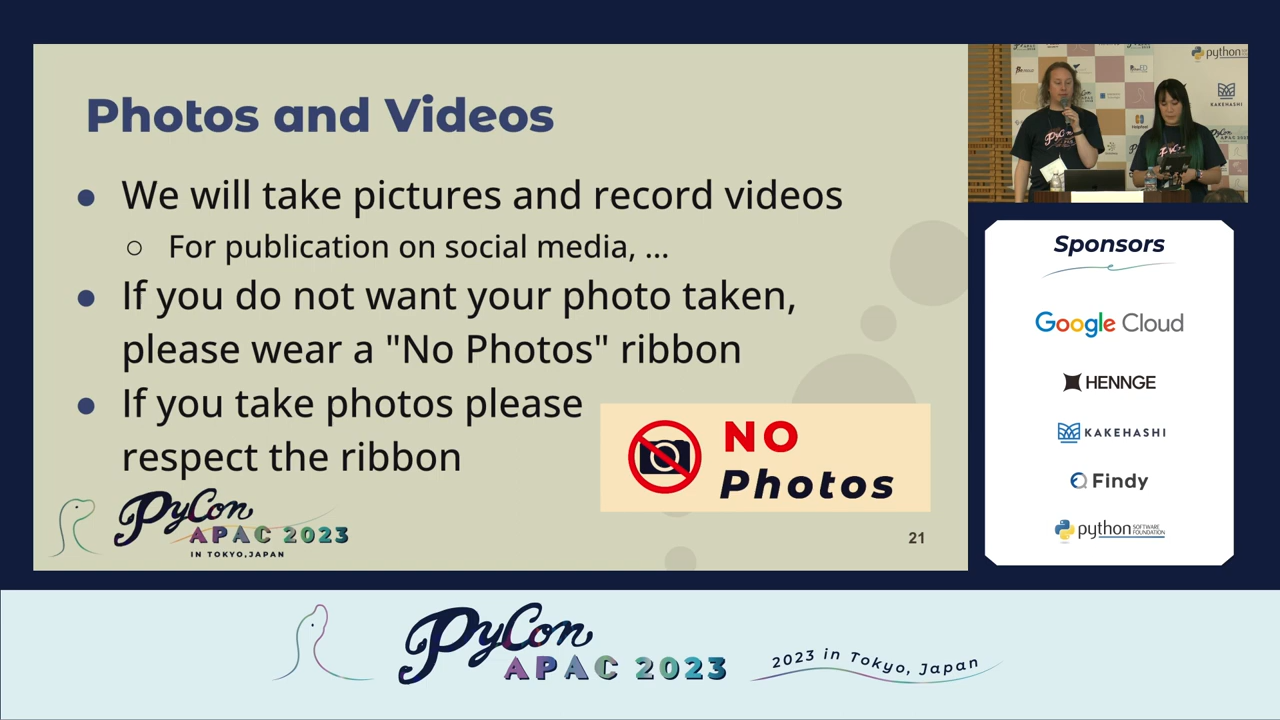 Photos and Videos
● We will take pictures and record videos
○ For publication on social media, ...
● If you do not want your photo taken,
please wear a "No Photos" ribbon
● If you take photos please
respect the ribbon
NO
Photos
PyCon
APAC 2023
IN TOKYO, JAPAN
21
python
KAKEHASHI
Sponsors
Google Cloud
HENNGE
KAKEHASHI
Findy
python SOFTWARE
FOUNDATION
PyCon
APAC 2023
2023 in Tokyo, Japan